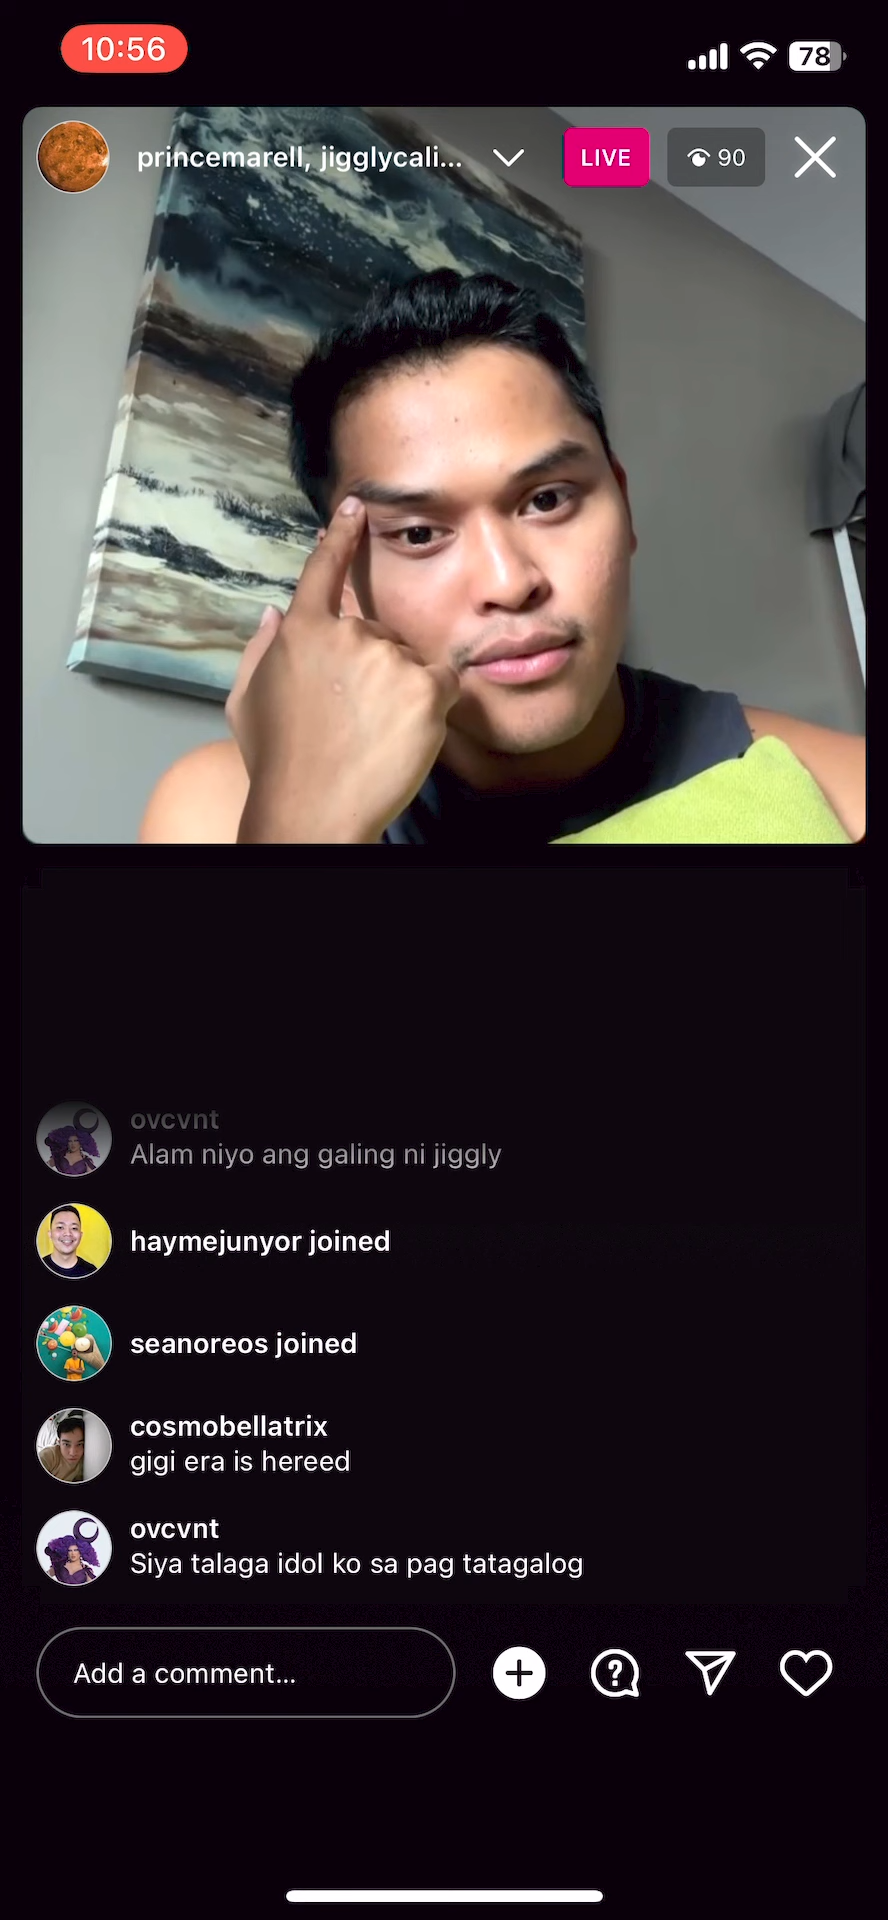 10:56
78
princemarell, jigglycali...
LIVE
90
ovcvnt
Alam niyo ang galing ni jiggly
haymejunyor joined
seanoreos joined
cosmobellatrix
gigi era is hereed
ovcvnt
Siya talaga idol ko sa pag tatagalog
Add a comment...